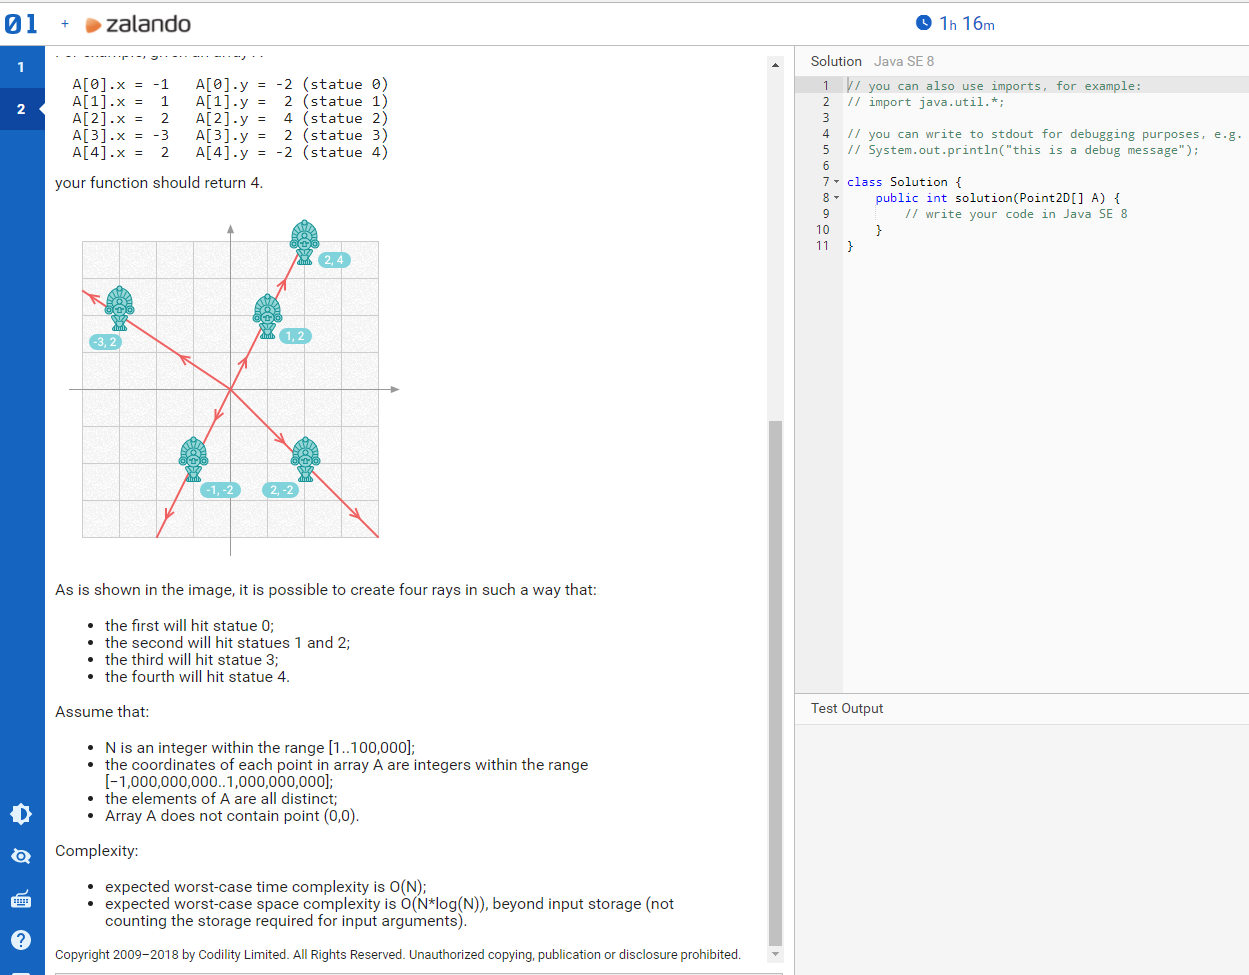 01 + zalando
1h 16m
1
2
A[0].x = -1 A[0].y = -2 (statue 0)
A[1].x = 1 A[1].y = 2 (statue 1)
A[2].x = 2 A[2].y = 4 (statue 2)
A[3].x = -3 A[3].y = 2 (statue 3)
A[4].x = 2 A[4].y = -2 (statue 4)
your function should return 4.
2, 4
-3, 2
1, 2
-1, -2
2, -2
As is shown in the image, it is possible to create four rays in such a way that:
• the first will hit statue 0;
• the second will hit statues 1 and 2;
• the third will hit statue 3;
• the fourth will hit statue 4.
Assume that:
• N is an integer within the range [1..100,000];
• the coordinates of each point in array A are integers within the range
[−1,000,000,000..1,000,000,000];
• the elements of A are all distinct;
• Array A does not contain point (0,0).
Complexity:
• expected worst-case time complexity is O(N);
• expected worst-case space complexity is O(N*log(N)), beyond input storage (not
counting the storage required for input arguments).
Copyright 2009–2018 by Codility Limited. All Rights Reserved. Unauthorized copying, publication or disclosure prohibited.
?
Solution Java SE 8
1 // you can also use imports, for example:
2 // import java.util.*;
3
4 // you can write to stdout for debugging purposes, e.g.
5 // System.out.println("this is a debug message");
6
7 class Solution {
8 public int solution(Point2D[] A) {
9 // write your code in Java SE 8
10 }
11 }
Test Output